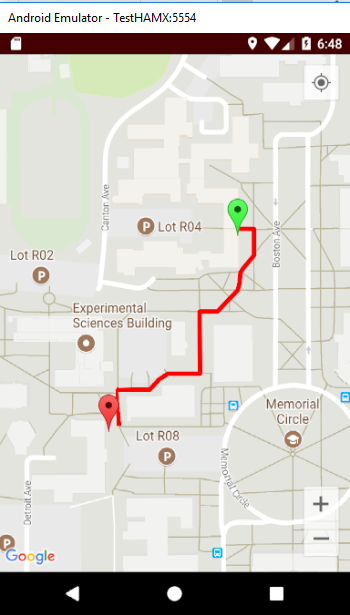 Android Emulator - TestHAMX:5554
6:48
Canton Ave
Lot R04
Boston Ave
Lot R02
P
P
Experimental
Sciences Building
Memorial
Circle
Lot R08
P
Memorial Circle
Detroit Ave
P
+
−
Google